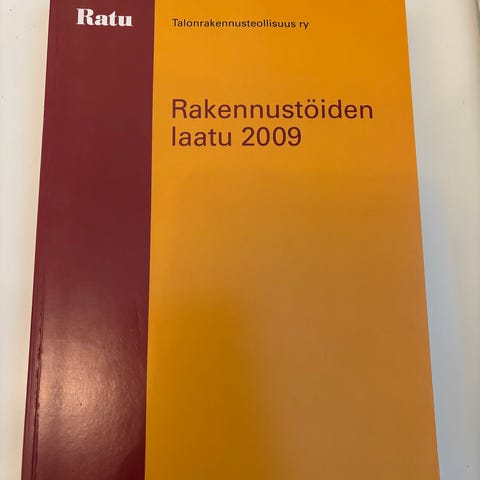 Ratu
Talonrakennusteollisuus ry
Rakennustöiden
laatu 2009